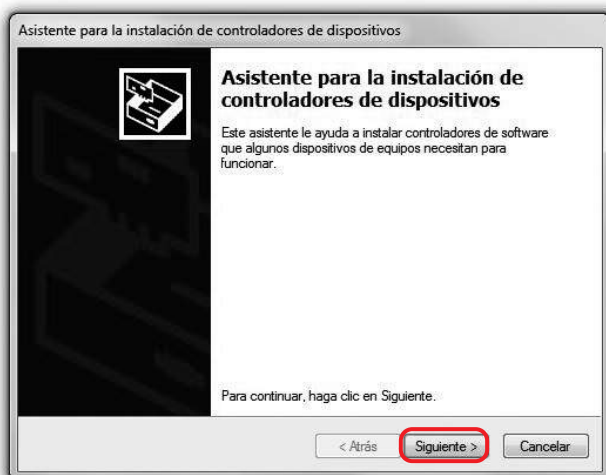 Asistente para la instalación de controladores de dispositivos
Asistente para la instalación de
controladores de dispositivos
Este asistente le ayuda a instalar controladores de software
que algunos dispositivos de equipos necesitan para
funcionar.
Para continuar, haga clic en Siguiente.
< Atrás
Siguiente >
Cancelar